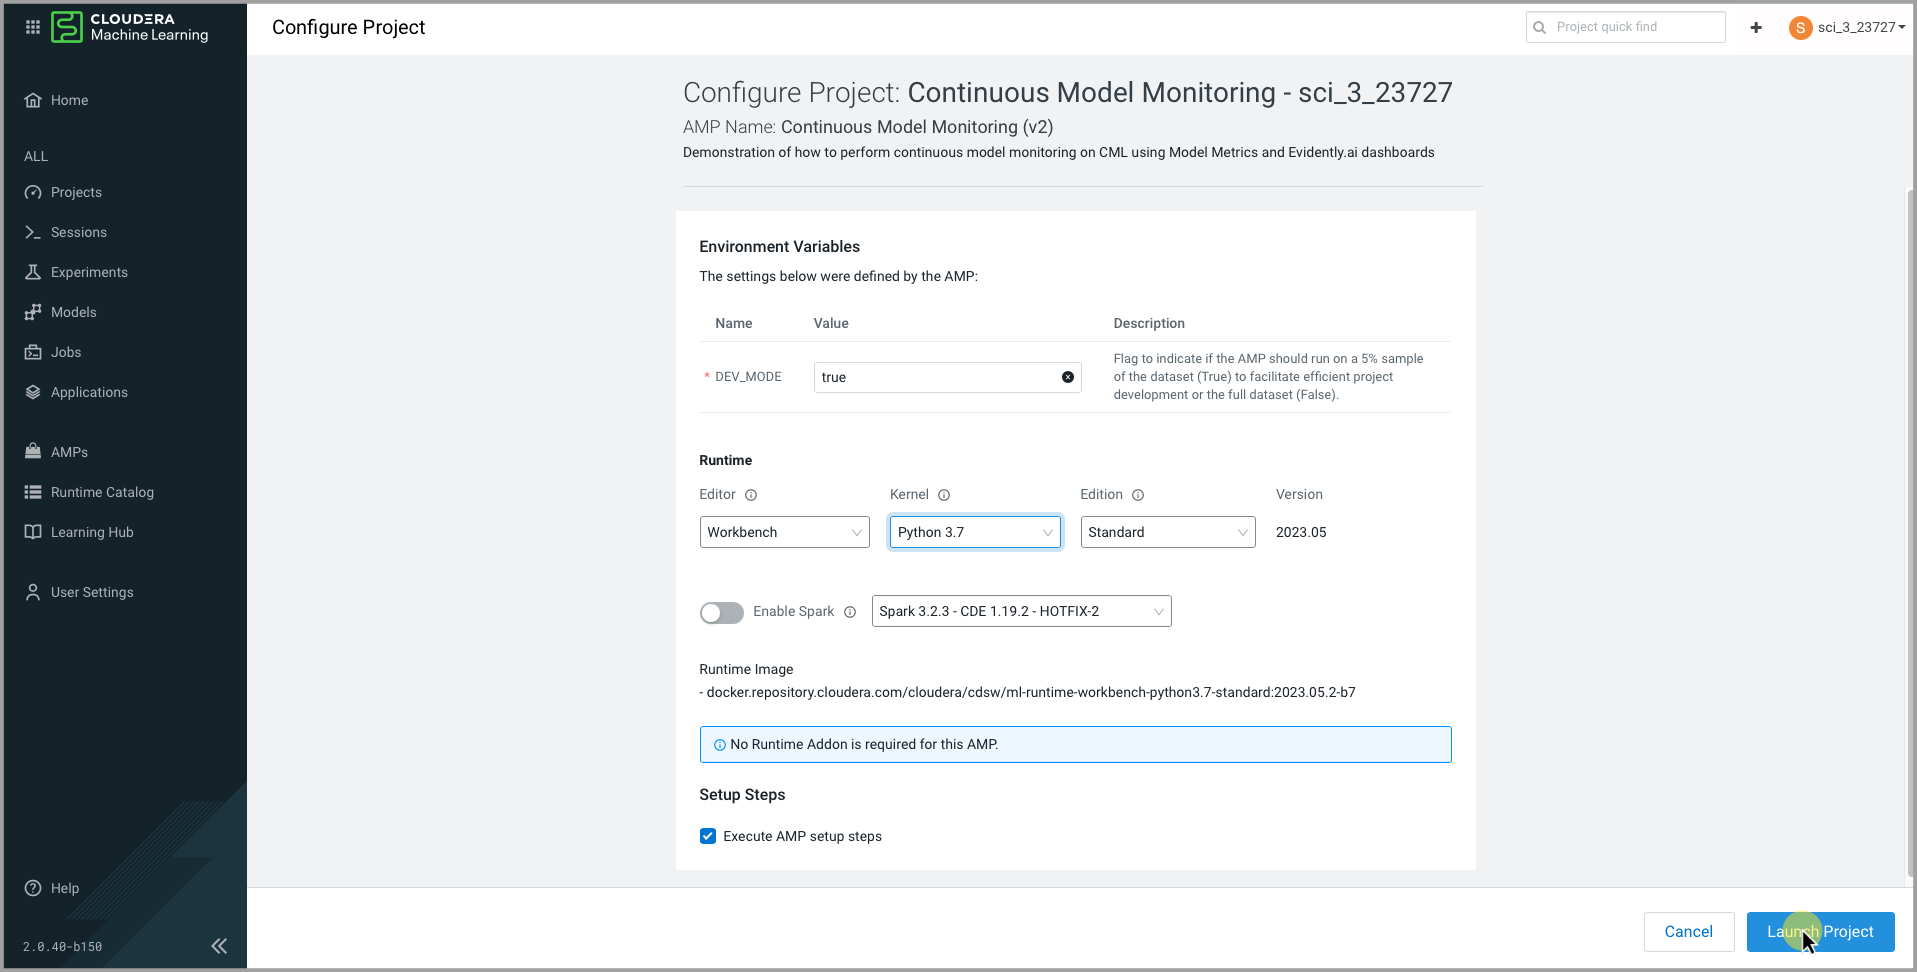 CLOUDERA
Machine Learning
Configure Project
Project quick find
+
S
sci_3_23727
Home
ALL
Projects
Sessions
Experiments
Models
Jobs
Applications
AMPs
Runtime Catalog
Learning Hub
User Settings
Help
2.0.40-b150
Configure Project: Continuous Model Monitoring - sci_3_23727
AMP Name: Continuous Model Monitoring (v2)
Demonstration of how to perform continuous model monitoring on CML using Model Metrics and Evidently.ai dashboards
Environment Variables
The settings below were defined by the AMP:
Name Value Description
* DEV_MODE true
Flag to indicate if the AMP should run on a 5% sample
of the dataset (True) to facilitate efficient project
development or the full dataset (False).
Runtime
Editor Kernel Edition Version
Workbench Python 3.7 Standard 2023.05
Enable Spark Spark 3.2.3 - CDE 1.19.2 - HOTFIX-2
Runtime Image
- docker.repository.cloudera.com/cloudera/cdsw/ml-runtime-workbench-python3.7-standard:2023.05.2-b7
No Runtime Addon is required for this AMP.
Setup Steps
Execute AMP setup steps
Cancel Launch Project